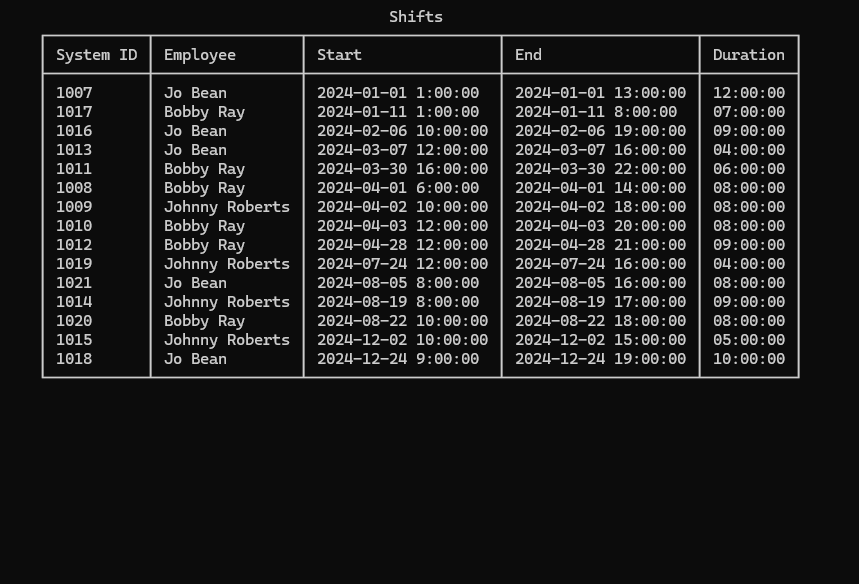 Shifts
System ID Employee Start End Duration
1007 Jo Bean 2024-01-01 1:00:00 2024-01-01 13:00:00 12:00:00
1017 Bobby Ray 2024-01-11 1:00:00 2024-01-11 8:00:00 07:00:00
1016 Jo Bean 2024-02-06 10:00:00 2024-02-06 19:00:00 09:00:00
1013 Jo Bean 2024-03-07 12:00:00 2024-03-07 16:00:00 04:00:00
1011 Bobby Ray 2024-03-30 16:00:00 2024-03-30 22:00:00 06:00:00
1008 Bobby Ray 2024-04-01 6:00:00 2024-04-01 14:00:00 08:00:00
1009 Johnny Roberts 2024-04-02 10:00:00 2024-04-02 18:00:00 08:00:00
1010 Bobby Ray 2024-04-03 12:00:00 2024-04-03 20:00:00 08:00:00
1012 Bobby Ray 2024-04-28 12:00:00 2024-04-28 21:00:00 09:00:00
1019 Johnny Roberts 2024-07-24 12:00:00 2024-07-24 16:00:00 04:00:00
1021 Jo Bean 2024-08-05 8:00:00 2024-08-05 16:00:00 08:00:00
1014 Johnny Roberts 2024-08-19 8:00:00 2024-08-19 17:00:00 09:00:00
1020 Bobby Ray 2024-08-22 10:00:00 2024-08-22 18:00:00 08:00:00
1015 Johnny Roberts 2024-12-02 10:00:00 2024-12-02 15:00:00 05:00:00
1018 Jo Bean 2024-12-24 9:00:00 2024-12-24 19:00:00 10:00:00